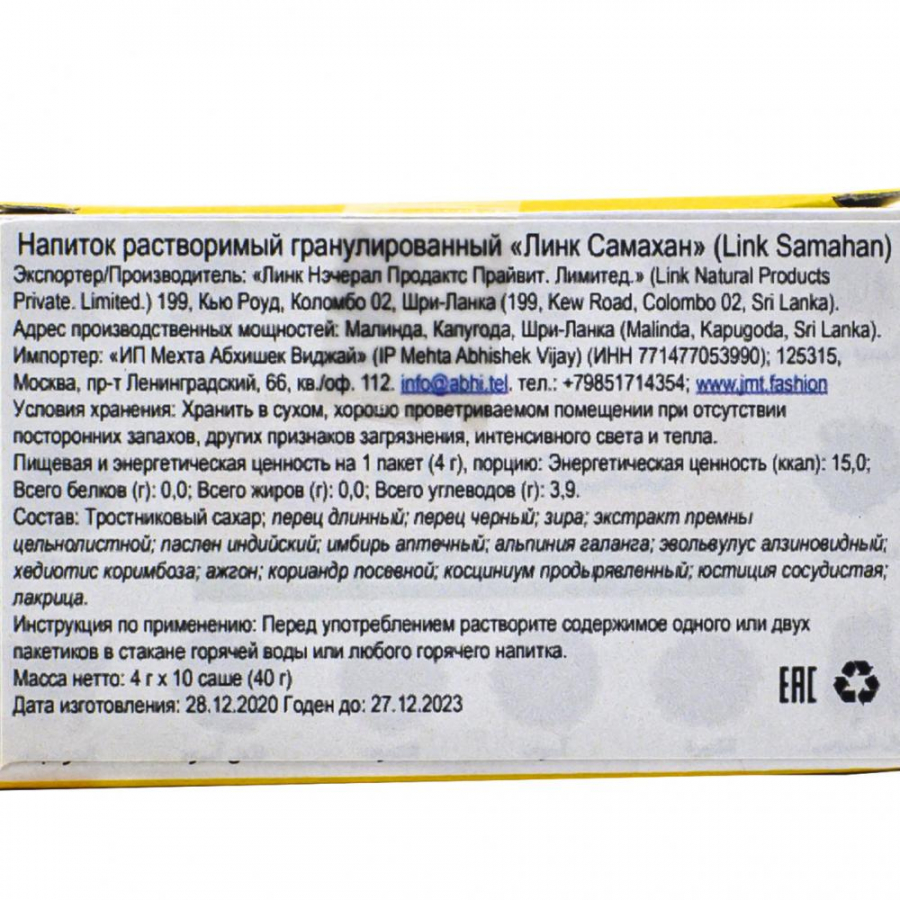 Напиток растворимый гранулированный «Линк Самахан» (Link Samahan)
Экспортер/Производитель: «Линк Нэчерал Продактс Прайвит. Лимитед.» (Link Natural Products
Private. Limited.) 199, Кью Роуд, Коломбо 02, Шри-Ланка (199, Kew Road, Colombo 02, Sri Lanka).
Адрес производственных мощностей: Малинда, Капугода, Шри-Ланка (Malinda, Kapugoda, Sri Lanka).
Импортер: «ИП Мехта Абхишек Виджай» (IP Mehta Abhishek Vijay) (ИНН 771477053990); 125315,
Москва, пр-т Ленинградский, 66, кв./оф. 112. info@abhi.tel. тел.: +79851714354; www.jmt.fashion
Условия хранения: Хранить в сухом, хорошо проветриваемом помещении при отсутствии
посторонних запахов, других признаков загрязнения, интенсивного света и тепла.
Пищевая и энергетическая ценность на 1 пакет (4 г), порцию: Энергетическая ценность (ккал): 15,0;
Всего белков (г): 0,0; Всего жиров (г): 0,0; Всего углеводов (г): 3,9.
Состав: Тростниковый сахар; перец длинный; перец черный; зира; экстракт премны
цельнолистной; паслен индийский; имбирь аптечный; альпиния галанга; эвольвулус алзиновидный;
хедиотис коримбоза; ажгон; кориандр посевной; косциниум продырявленный; юстиция сосудистая;
лакрица.
Инструкция по применению: Перед употреблением растворите содержимое одного или двух
пакетиков в стакане горячей воды или любого горячего напитка.
Масса нетто: 4 г х 10 саше (40 г)
Дата изготовления: 28.12.2020 Годен до: 27.12.2023
EAC